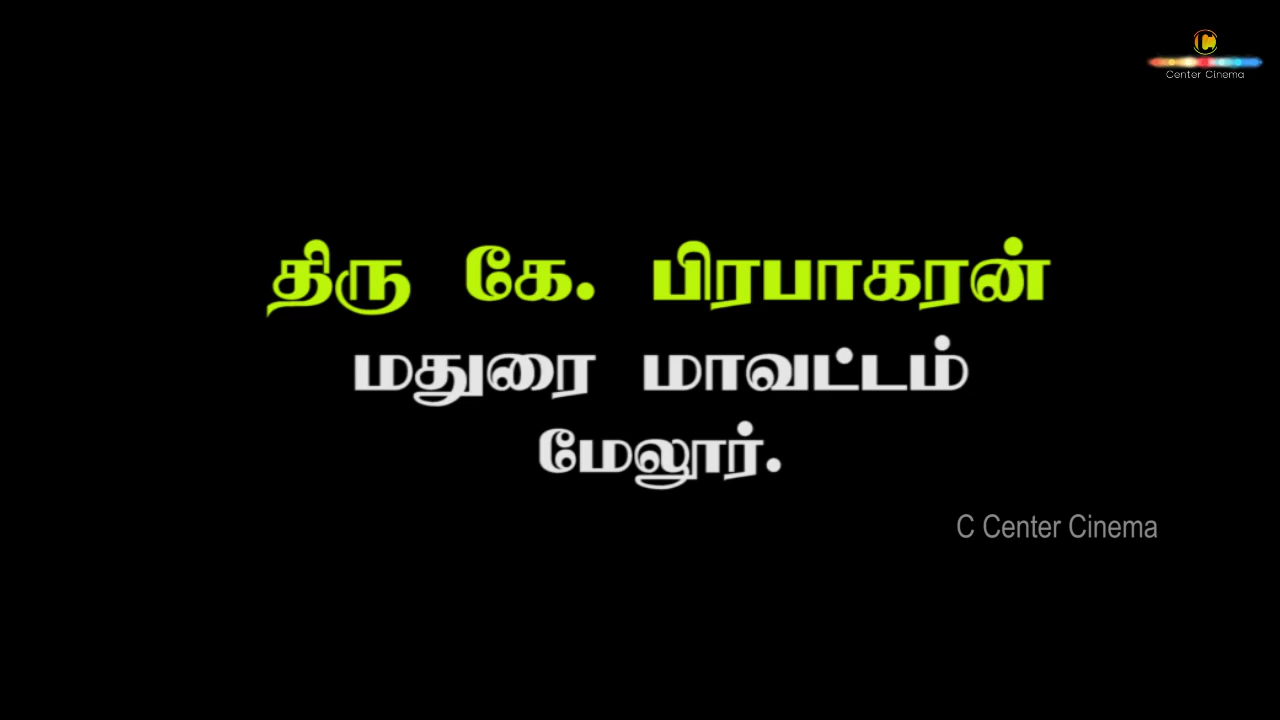 C
Center Cinema
திரு கே. பிரபாகரன்
மதுரை மாவட்டம்
மேலூர்.
C Center Cinema